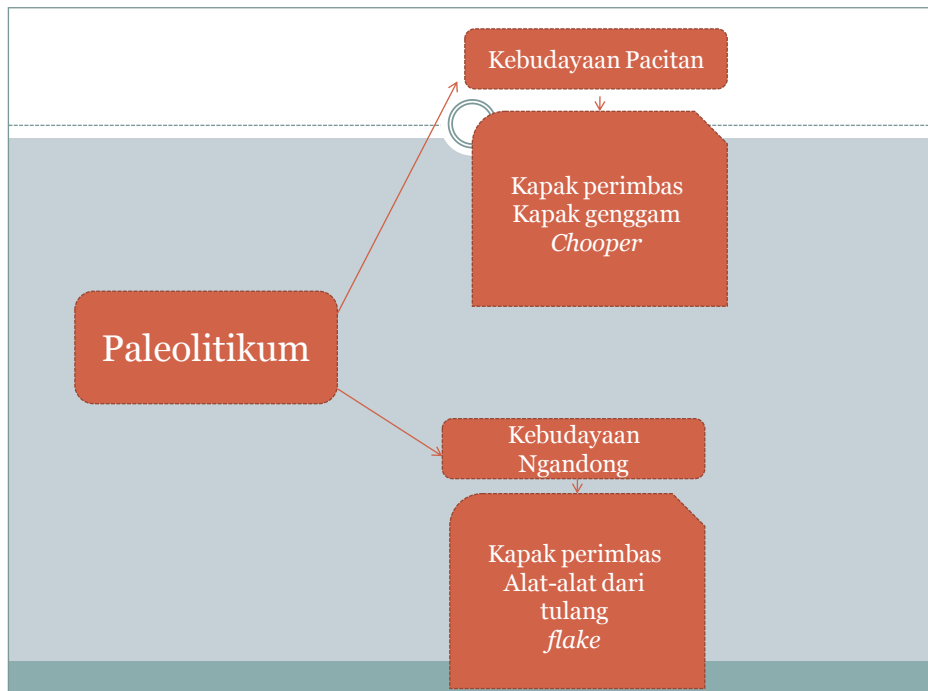 Kebudayaan Pacitan
Kapak perimbas
Kapak genggam
Chooper
Paleolitikum
Kebudayaan
Ngandong
Kapak perimbas
Alat-alat dari
tulang
flake